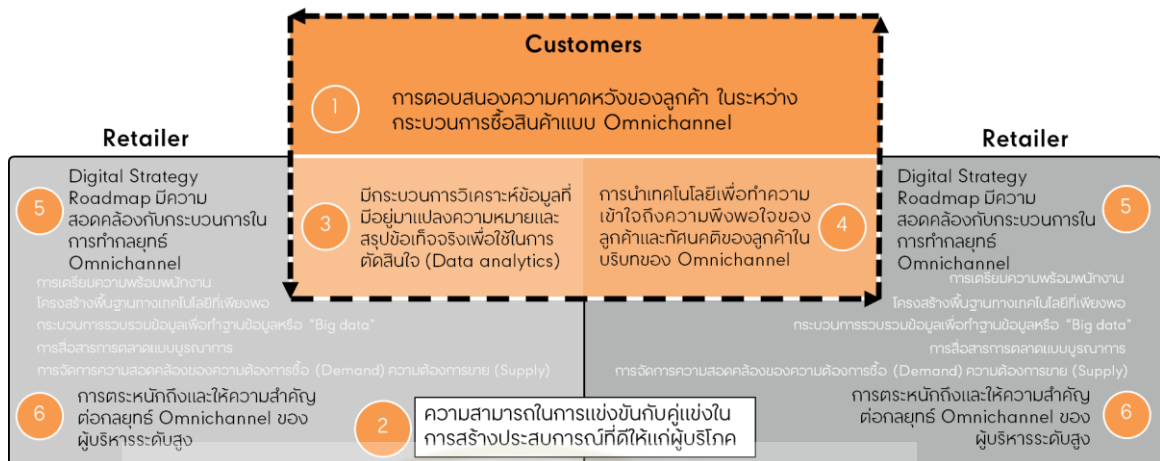 Customers
1
การตอบสนองความคาดหวังของลูกค้า ในระหว่าง
กระบวนการซื้อสินค้าแบบ Omnichannel
Retailer
5
Digital Strategy
Roadmap มีความ
สอดคล้องกับกระบวนการใน
การทำกลยุทธ์
Omnichannel
3
มีกระบวนการวิเคราะห์ข้อมูลที่
มีอยู่มาแปลงความหมายและ
สรุปข้อเท็จจริงเพื่อใช้ในการ
ตัดสินใจ (Data analytics)
การนำเทคโนโลยีเพื่อทำความ
เข้าใจถึงความพึงพอใจของ
ลูกค้าและทัศนคติของลูกค้าใน
บริบทของ Omnichannel
4
Retailer
Digital Strategy
Roadmap มีความ
สอดคล้องกับกระบวนการใน
การทำกลยุทธ์
Omnichannel
5
การเตรียมความพร้อมพนักงาน
โครงสร้างพื้นฐานทางเทคโนโลยีที่เพียงพอ
กระบวนการรวบรวมข้อมูลเพื่อทำฐานข้อมูลหรือ "Big data"
การสื่อสารการตลาดแบบบูรณาการ
การจัดการความสอดคล้องของความต้องการซื้อ (Demand) ความต้องการขาย (Supply)
การเตรียมความพร้อมพนักงาน
โครงสร้างพื้นฐานทางเทคโนโลยีที่เพียงพอ
กระบวนการรวบรวมข้อมูลเพื่อทำฐานข้อมูลหรือ "Big data"
การสื่อสารการตลาดแบบบูรณาการ
การจัดการความสอดคล้องของความต้องการซื้อ (Demand) ความต้องการขาย (Supply)
6
การตระหนักถึงและให้ความสำคัญ
ต่อกลยุทธ์ Omnichannel ของ
ผู้บริหารระดับสูง
2
ความสามารถในการแข่งขันกับคู่แข่งใน
การสร้างประสบการณ์ที่ดีให้แก่ผู้บริโภค
การตระหนักถึงและให้ความสำคัญ
ต่อกลยุทธ์ Omnichannel ของ
ผู้บริหารระดับสูง
6